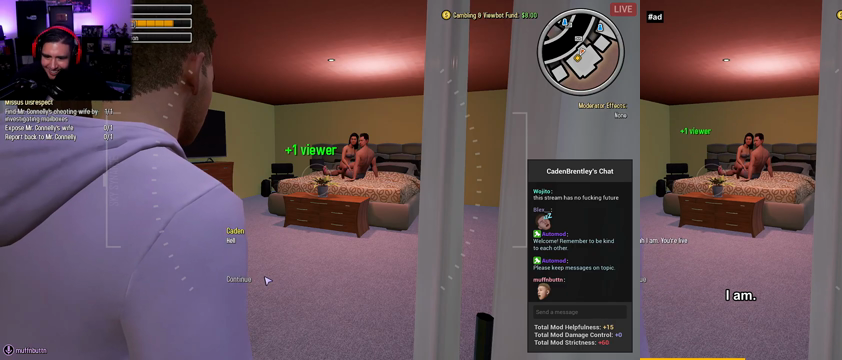 Gambling & Viewbot Fund: $8.00
LIVE
#ad
on
Missus Disrespect
Find Mr.Connelly's cheating wife by investigating mailboxes
1/1
Expose Mr.Connelly's wife
0/1
Report back to Mr.Connelly
0/1
+1 viewer
Moderator Effects:
None
+1 viewer
CadenBrentley's Chat
Wojito:
this stream has no fucking future
Automod:
Welcome! Remember to be kind
to each other.
Automod:
Please keep messages on topic.
muffnbuttn:
Send a message
Total Mod Helpfulness: +15
Total Mod Damage Control: +0
Total Mod Strictness: +60
Caden
Continue
h I am. You're live
ue
I am.
muffnbuttn